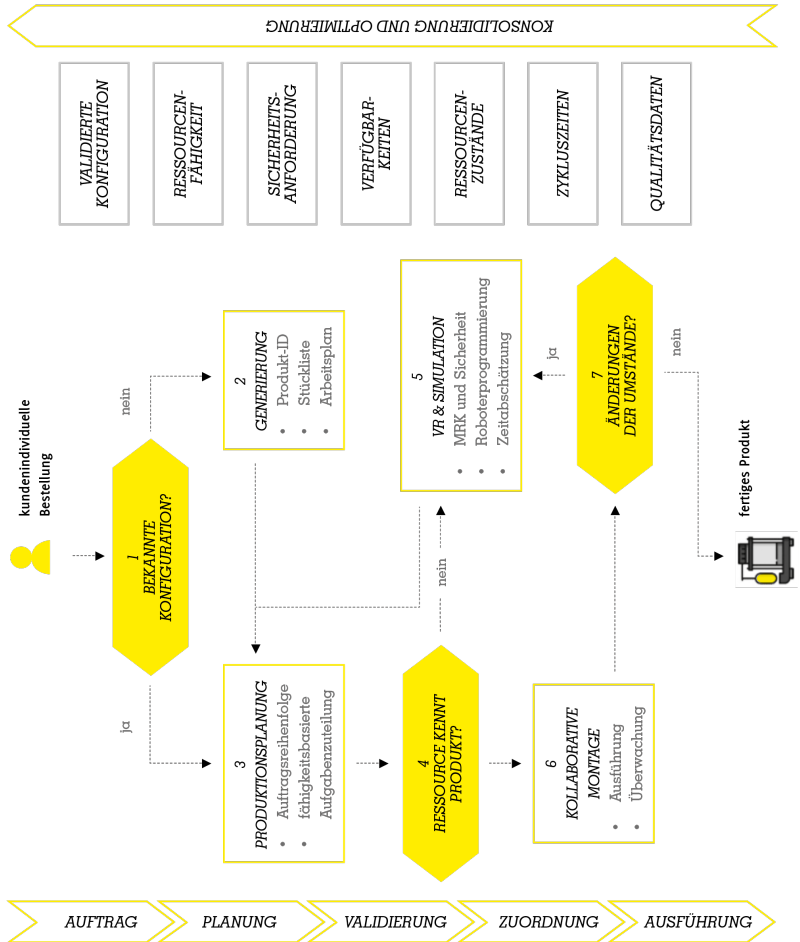 KONSOLIDIERUNG UND OPTIMIERUNG
VALIDIERTE
KONFIGURATION
RESSOURCEN-
FÄHIGKEIT
SICHERHEITS-
ANFORDERUNG
VERFÜGBAR-
KEITEN
RESSOURCEN-
ZUSTÄNDE
ZYKLUSZEITEN
QUALITÄTSDATEN
kundenindividuelle
Bestellung
1
BEKANNTE
KONFIGURATION?
nein
ja
2
GENERIERUNG
• Produkt-ID
• Stückliste
• Arbeitsplan
3
PRODUKTIONSPLANUNG
• Auftragsreihenfolge
• fähigkeitsbasierte
Aufgabenzuteilung
4
RESSOURCE KENNT
PRODUKT?
nein
5
VR & SIMULATION
• MRK und Sicherheit
• Roboterprogrammierung
• Zeitabschätzung
6
KOLLABORATIVE
MONTAGE
• Ausführung
• Überwachung
7
ÄNDERUNGEN
DER UMSTÄNDE?
ja
nein
fertiges Produkt
AUFTRAG
PLANUNG
VALIDIERUNG
ZUORDNUNG
AUSFÜHRUNG